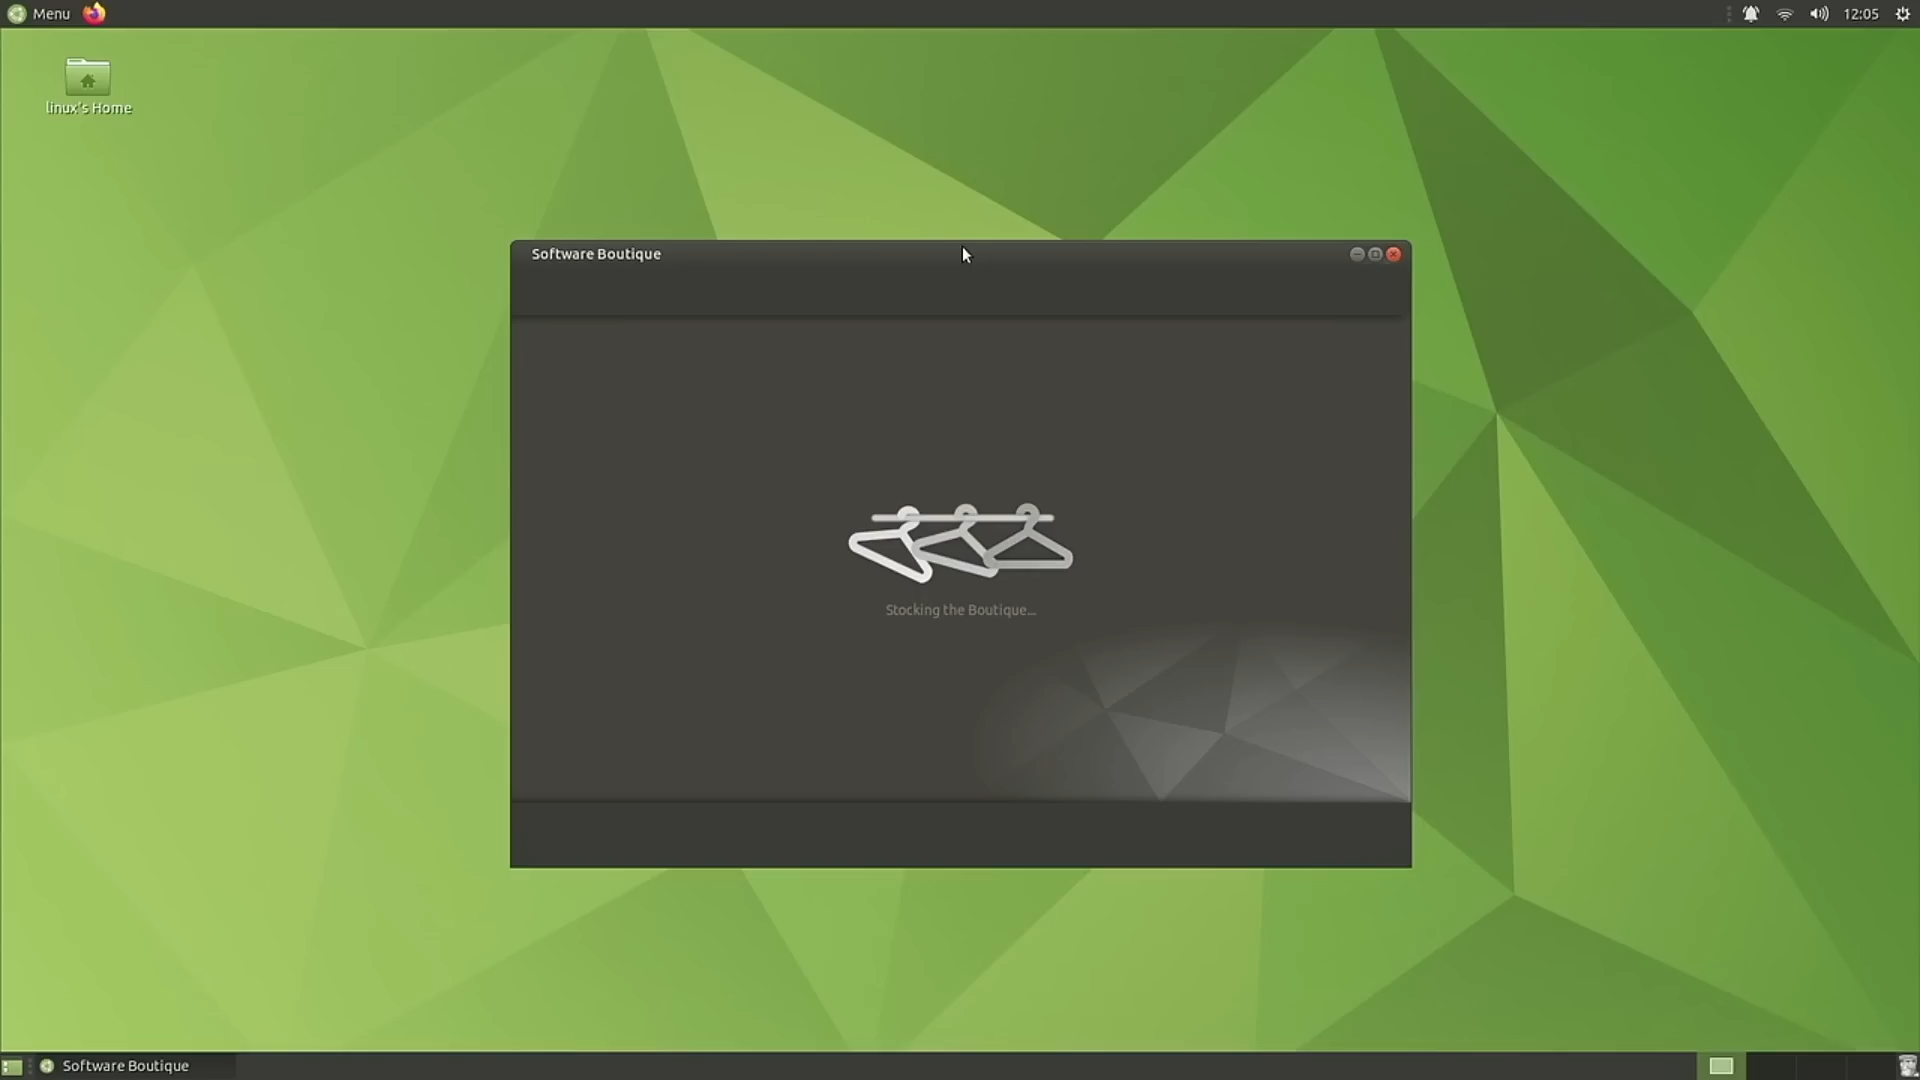 Menu
12:05
linux's Home
Software Boutique
Stocking the Boutique...
Software Boutique